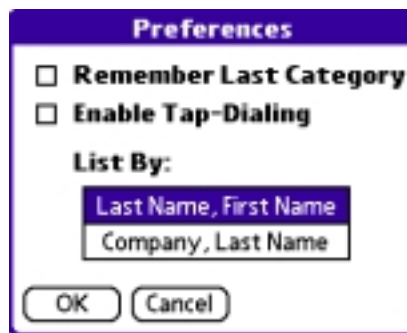 Preferences
Remember Last Category
Enable Tap-Dialing
List By:
Last Name, First Name
Company, Last Name
OK Cancel